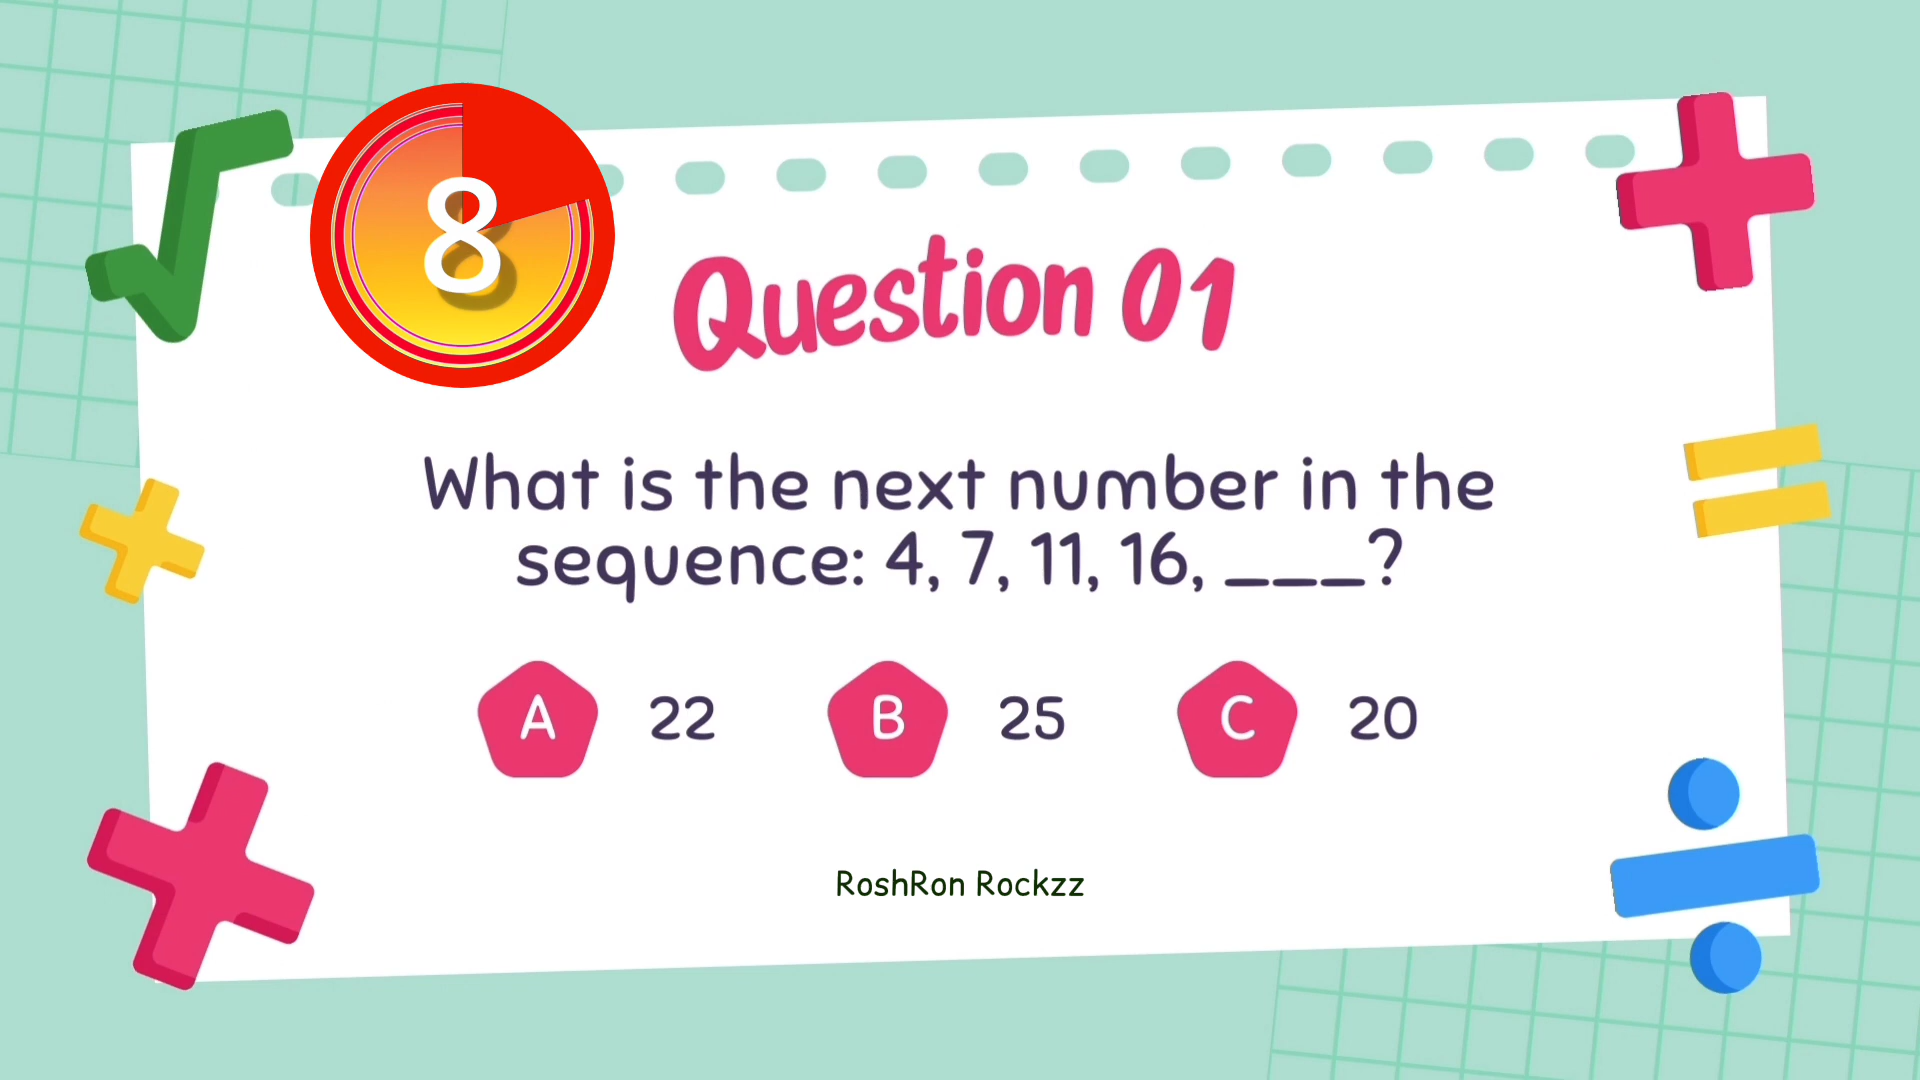 8
Question 01
What is the next number in the
sequence: 4, 7, 11, 16, ___?
A 22 B 25 C 20
RoshRon Rockzz